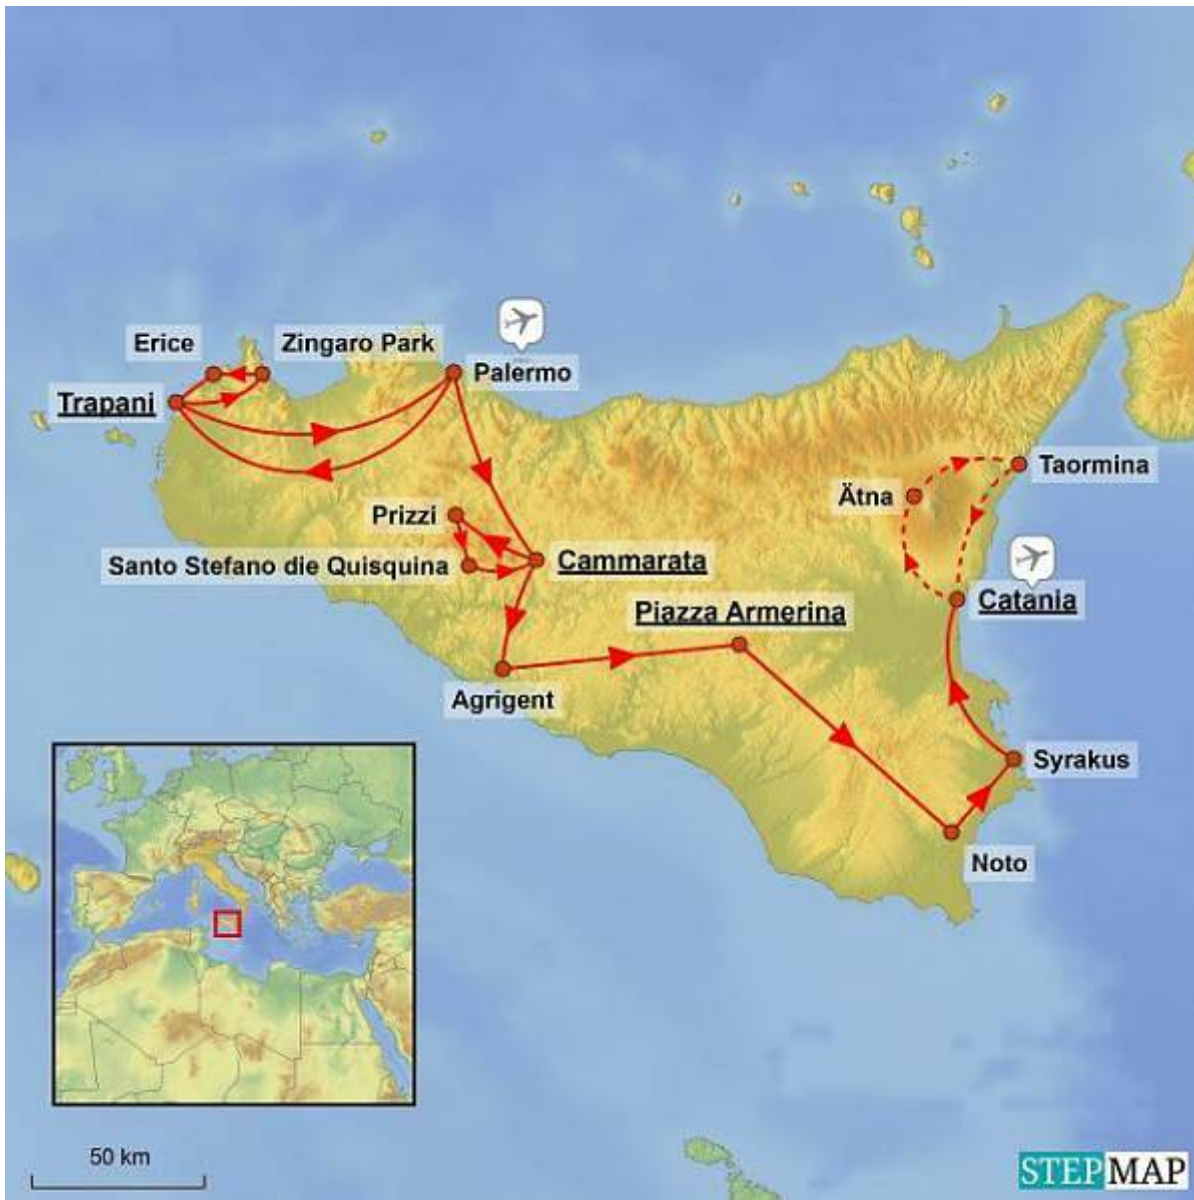 Erice
Zingaro Park
Palermo
Trapani
Taormina
Ätna
Prizzi
Santo Stefano die Quisquina
Cammarata
Catania
Piazza Armerina
Agrigent
Syrakus
Noto
50 km
STEPMAP